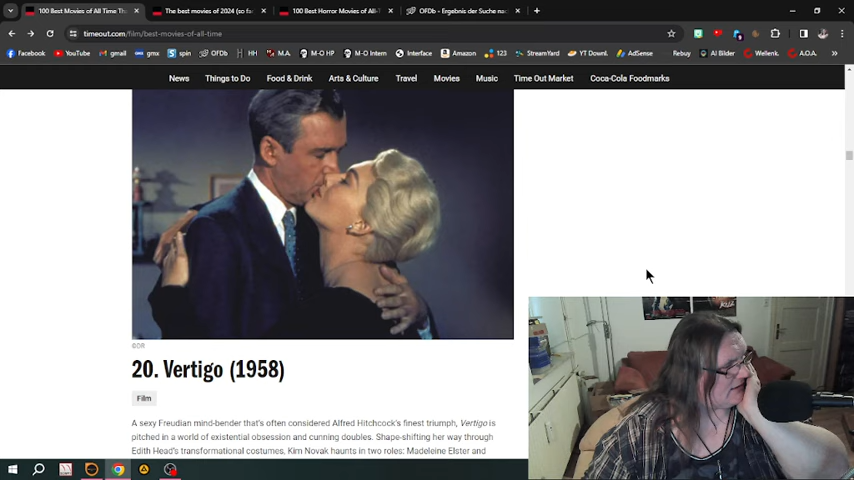 100 Best Movies of All Time Th
The best movies of 2024 (so fa
100 Best Horror Movies of All-T
OFDb - Ergebnis der Suche nac
timeout.com/film/best-movies-of-all-time
Facebook YouTube gmail gmx spin OFDb HH M.A. M-O HP M-O Intern Interface Amazon 123 StreamYard YT Downl. AdSense Rebuy AI Bilder Wellenk. A.O.A.
News Things to Do Food & Drink Arts & Culture Travel Movies Music Time Out Market Coca-Cola Foodmarks
20. Vertigo (1958)
Film
A sexy Freudian mind-bender that's often considered Alfred Hitchcock's finest triumph, Vertigo is
pitched in a world of existential obsession and cunning doubles. Shape-shifting her way through
Edith Head's transformational costumes, Kim Novak haunts in two roles: Madeleine Elster and